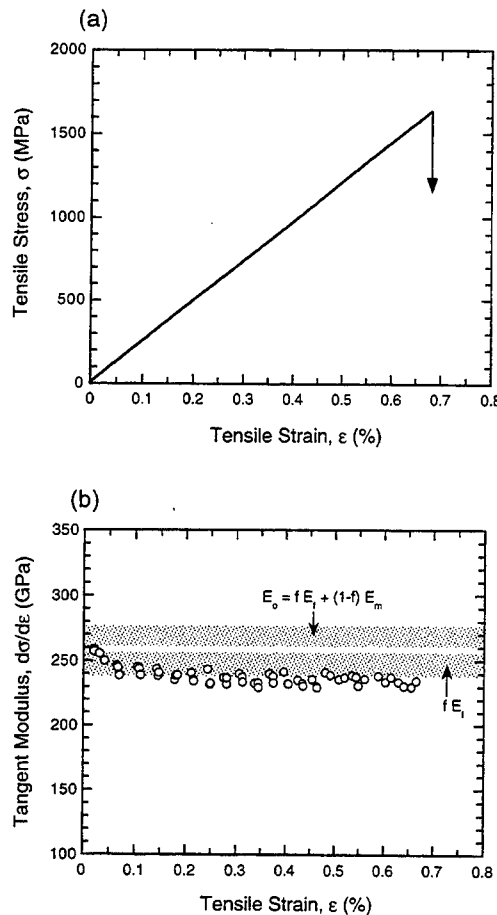 (a)
Tensile Stress, σ (MPa)
2000
1500
1000
500
0
0 0.1 0.2 0.3 0.4 0.5 0.6 0.7 0.8
Tensile Strain, ε (%)
(b)
Tangent Modulus, dσ/dε (GPa)
350
300
250
200
150
100
E_o = f E_f + (1-f) E_m
f E_f
0 0.1 0.2 0.3 0.4 0.5 0.6 0.7 0.8
Tensile Strain, ε (%)